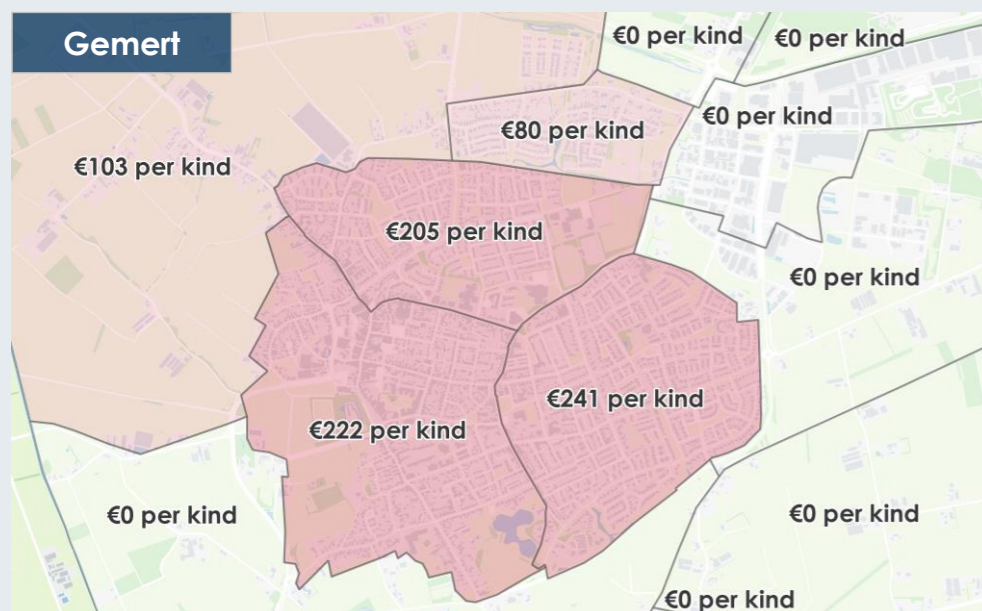 Gemert
€0 per kind
€0 per kind
€80 per kind
€0 per kind
€103 per kind
€205 per kind
€0 per kind
€241 per kind
€222 per kind
€0 per kind
€0 per kind
€0 per kind